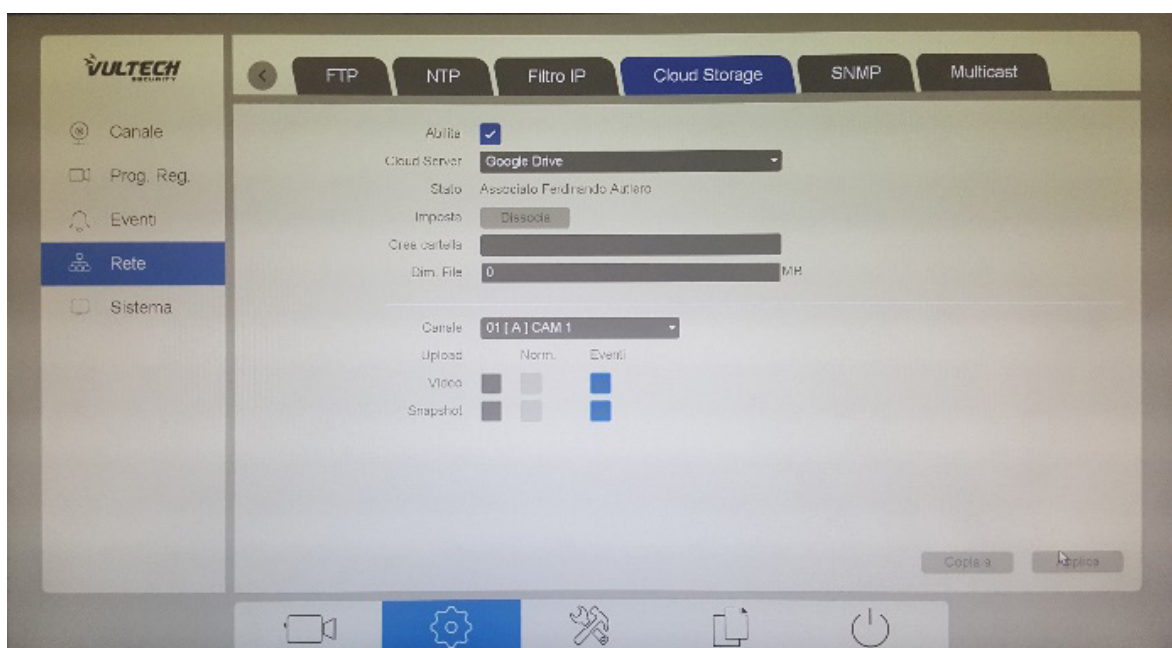 VULTECH
SECURITY
FTP
NTP
Filtro IP
Cloud Storage
SNMP
Multicast
Canale
Prog. Reg.
Eventi
Rete
Sistema
Abilita
Cloud Server Google Drive
Stato Associato Ferdinando Autiero
Imposta Dissocia
Crea cartella
Dim. File 0 MB
Canale 01 [ A ] CAM 1
Upload Norm. Eventi
Video
Snapshot
Copia a Applica